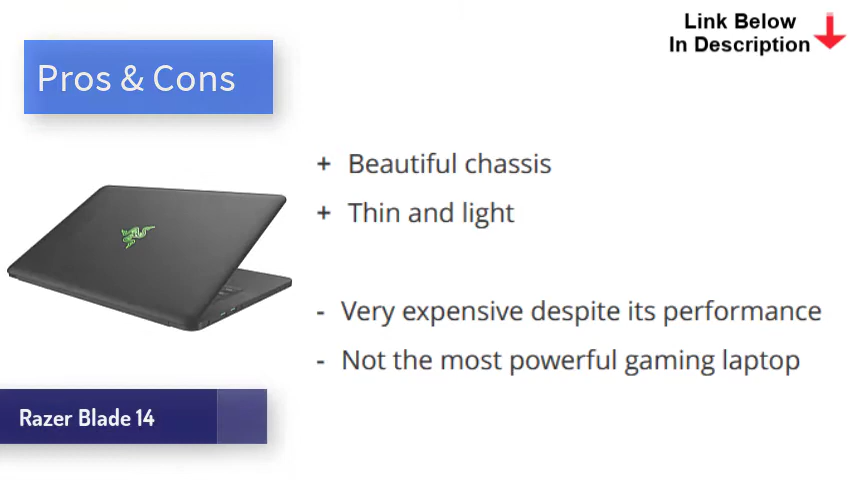 Link Below
In Description
Pros & Cons
+ Beautiful chassis
+ Thin and light
- Very expensive despite its performance
- Not the most powerful gaming laptop
Razer Blade 14